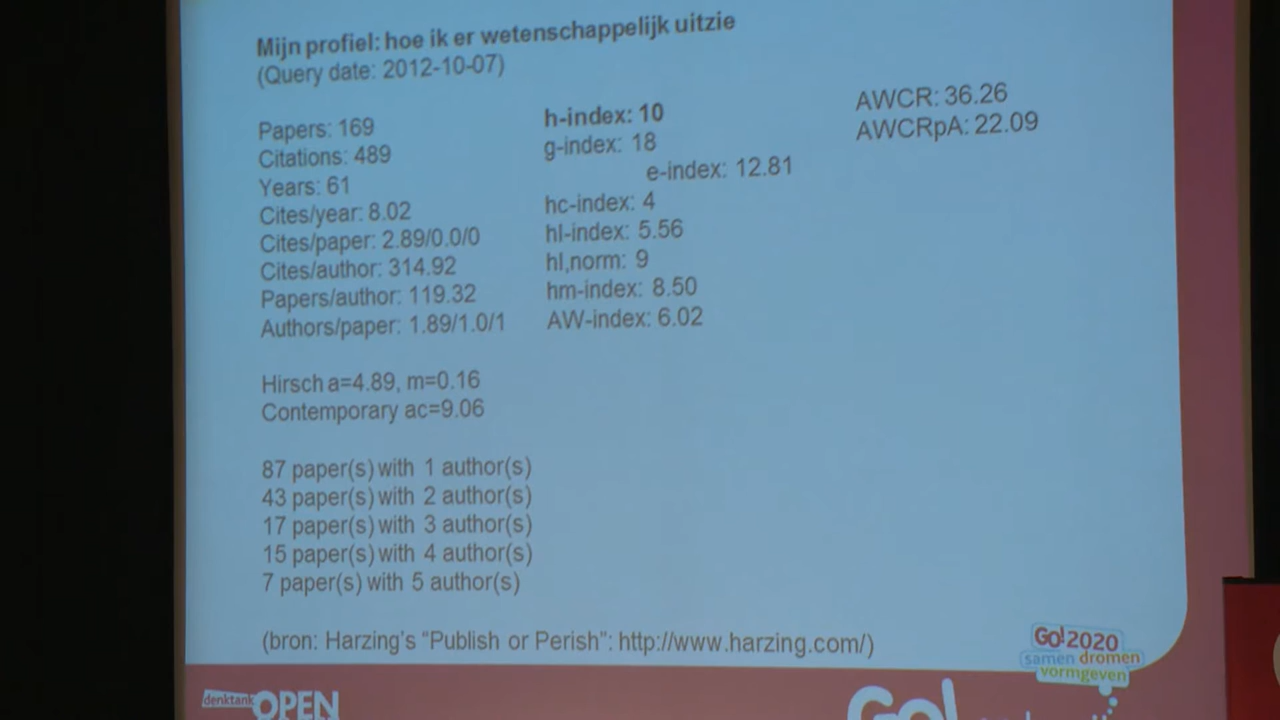 Mijn profiel: hoe ik er wetenschappelijk uitzie
(Query date: 2012-10-07)
Papers: 169
Citations: 489
Years: 61
Cites/year: 8.02
Cites/paper: 2.89/0.0/0
Cites/author: 314.92
Papers/author: 119.32
Authors/paper: 1.89/1.0/1
h-index: 10
g-index: 18
e-index: 12.81
hc-index: 4
hl-index: 5.56
hl,norm: 9
hm-index: 8.50
AW-index: 6.02
AWCR: 36.26
AWCRpA: 22.09
Hirsch a=4.89, m=0.16
Contemporary ac=9.06
87 paper(s) with 1 author(s)
43 paper(s) with 2 author(s)
17 paper(s) with 3 author(s)
15 paper(s) with 4 author(s)
7 paper(s) with 5 author(s)
(bron: Harzing's "Publish or Perish": http://www.harzing.com/)
GO! 2020
samen dromen
vormgeven
denktank OPEN
GO!